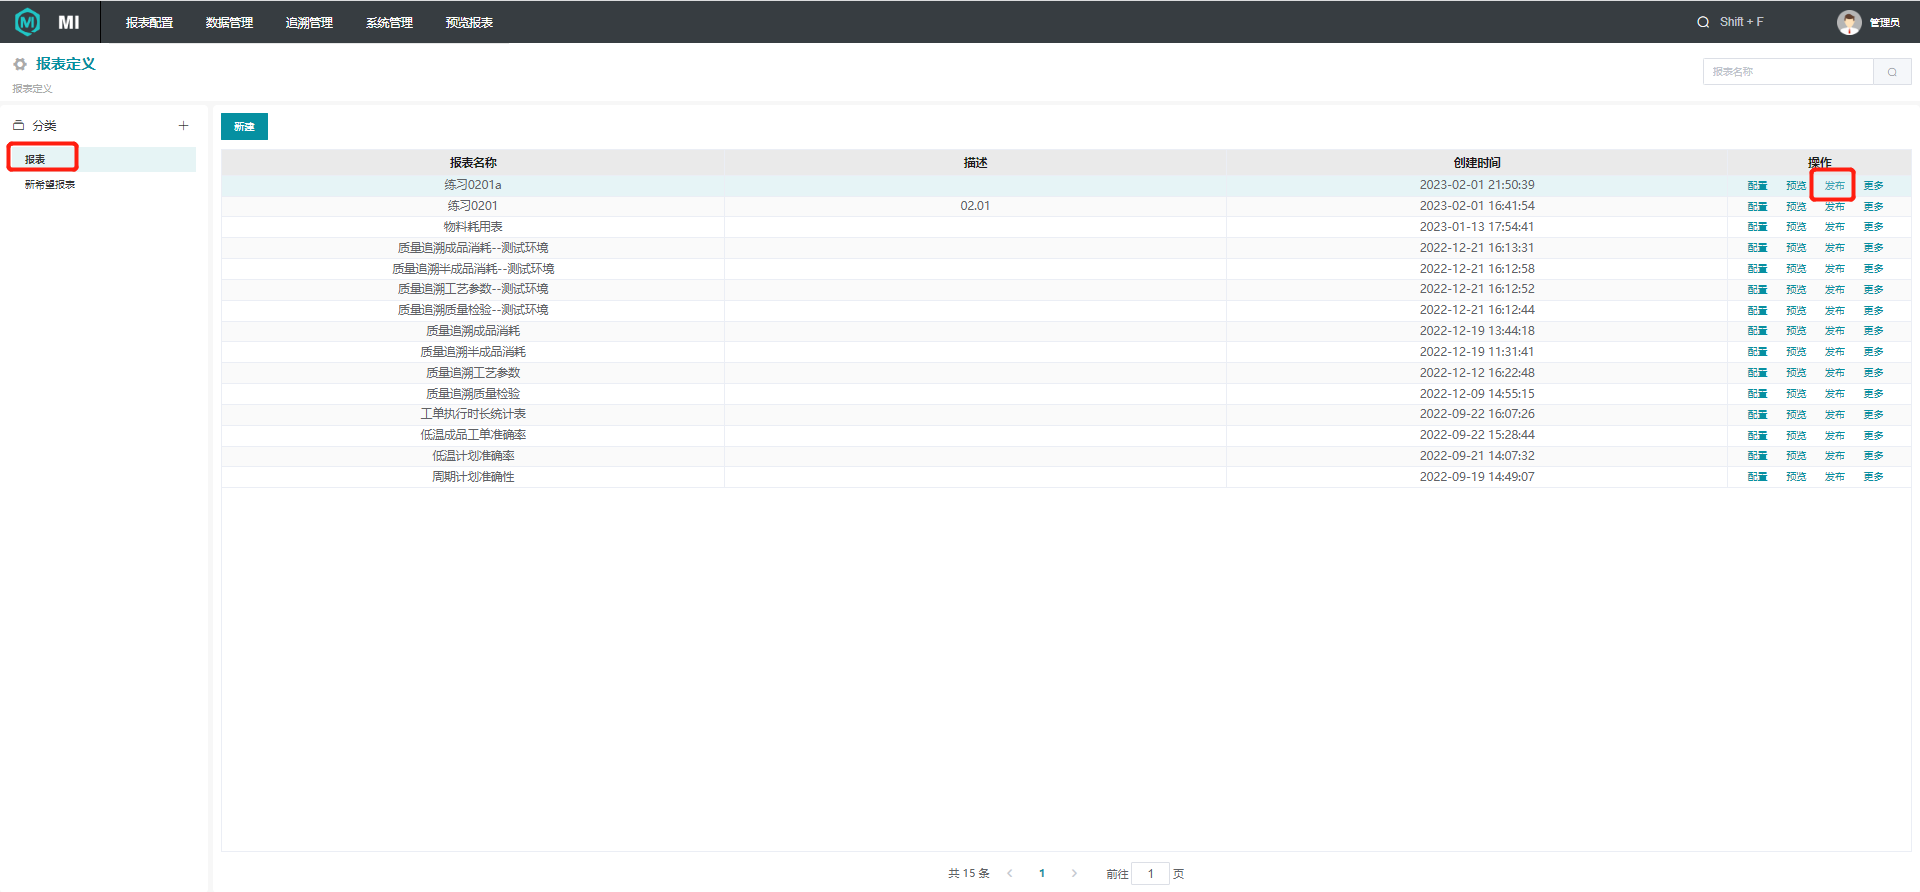 MI 报表配置 数据管理 追溯管理 系统管理 预览报表 Shift + F 管理员
报表定义
报表定义
报表名称
分类 +
报表
新希望报表
新建
报表名称 描述 创建时间 操作
练习0201a 2023-02-01 21:50:39 配置 预览 发布 更多
练习0201 02.01 2023-02-01 16:41:54 配置 预览 发布 更多
物料耗用表 2023-01-13 17:54:41 配置 预览 发布 更多
质量追溯成品消耗--测试环境 2022-12-21 16:13:31 配置 预览 发布 更多
质量追溯半成品消耗--测试环境 2022-12-21 16:12:58 配置 预览 发布 更多
质量追溯工艺参数--测试环境 2022-12-21 16:12:52 配置 预览 发布 更多
质量追溯质量检验--测试环境 2022-12-21 16:12:44 配置 预览 发布 更多
质量追溯成品消耗 2022-12-19 13:44:18 配置 预览 发布 更多
质量追溯半成品消耗 2022-12-19 11:31:41 配置 预览 发布 更多
质量追溯工艺参数 2022-12-12 16:22:48 配置 预览 发布 更多
质量追溯质量检验 2022-12-09 14:55:15 配置 预览 发布 更多
工单执行时长统计表 2022-09-22 16:07:26 配置 预览 发布 更多
低温成品工单准确率 2022-09-22 15:28:44 配置 预览 发布 更多
低温计划准确率 2022-09-21 14:07:32 配置 预览 发布 更多
周期计划准确性 2022-09-19 14:49:07 配置 预览 发布 更多
共 15 条 < 1 > 前往 1 页